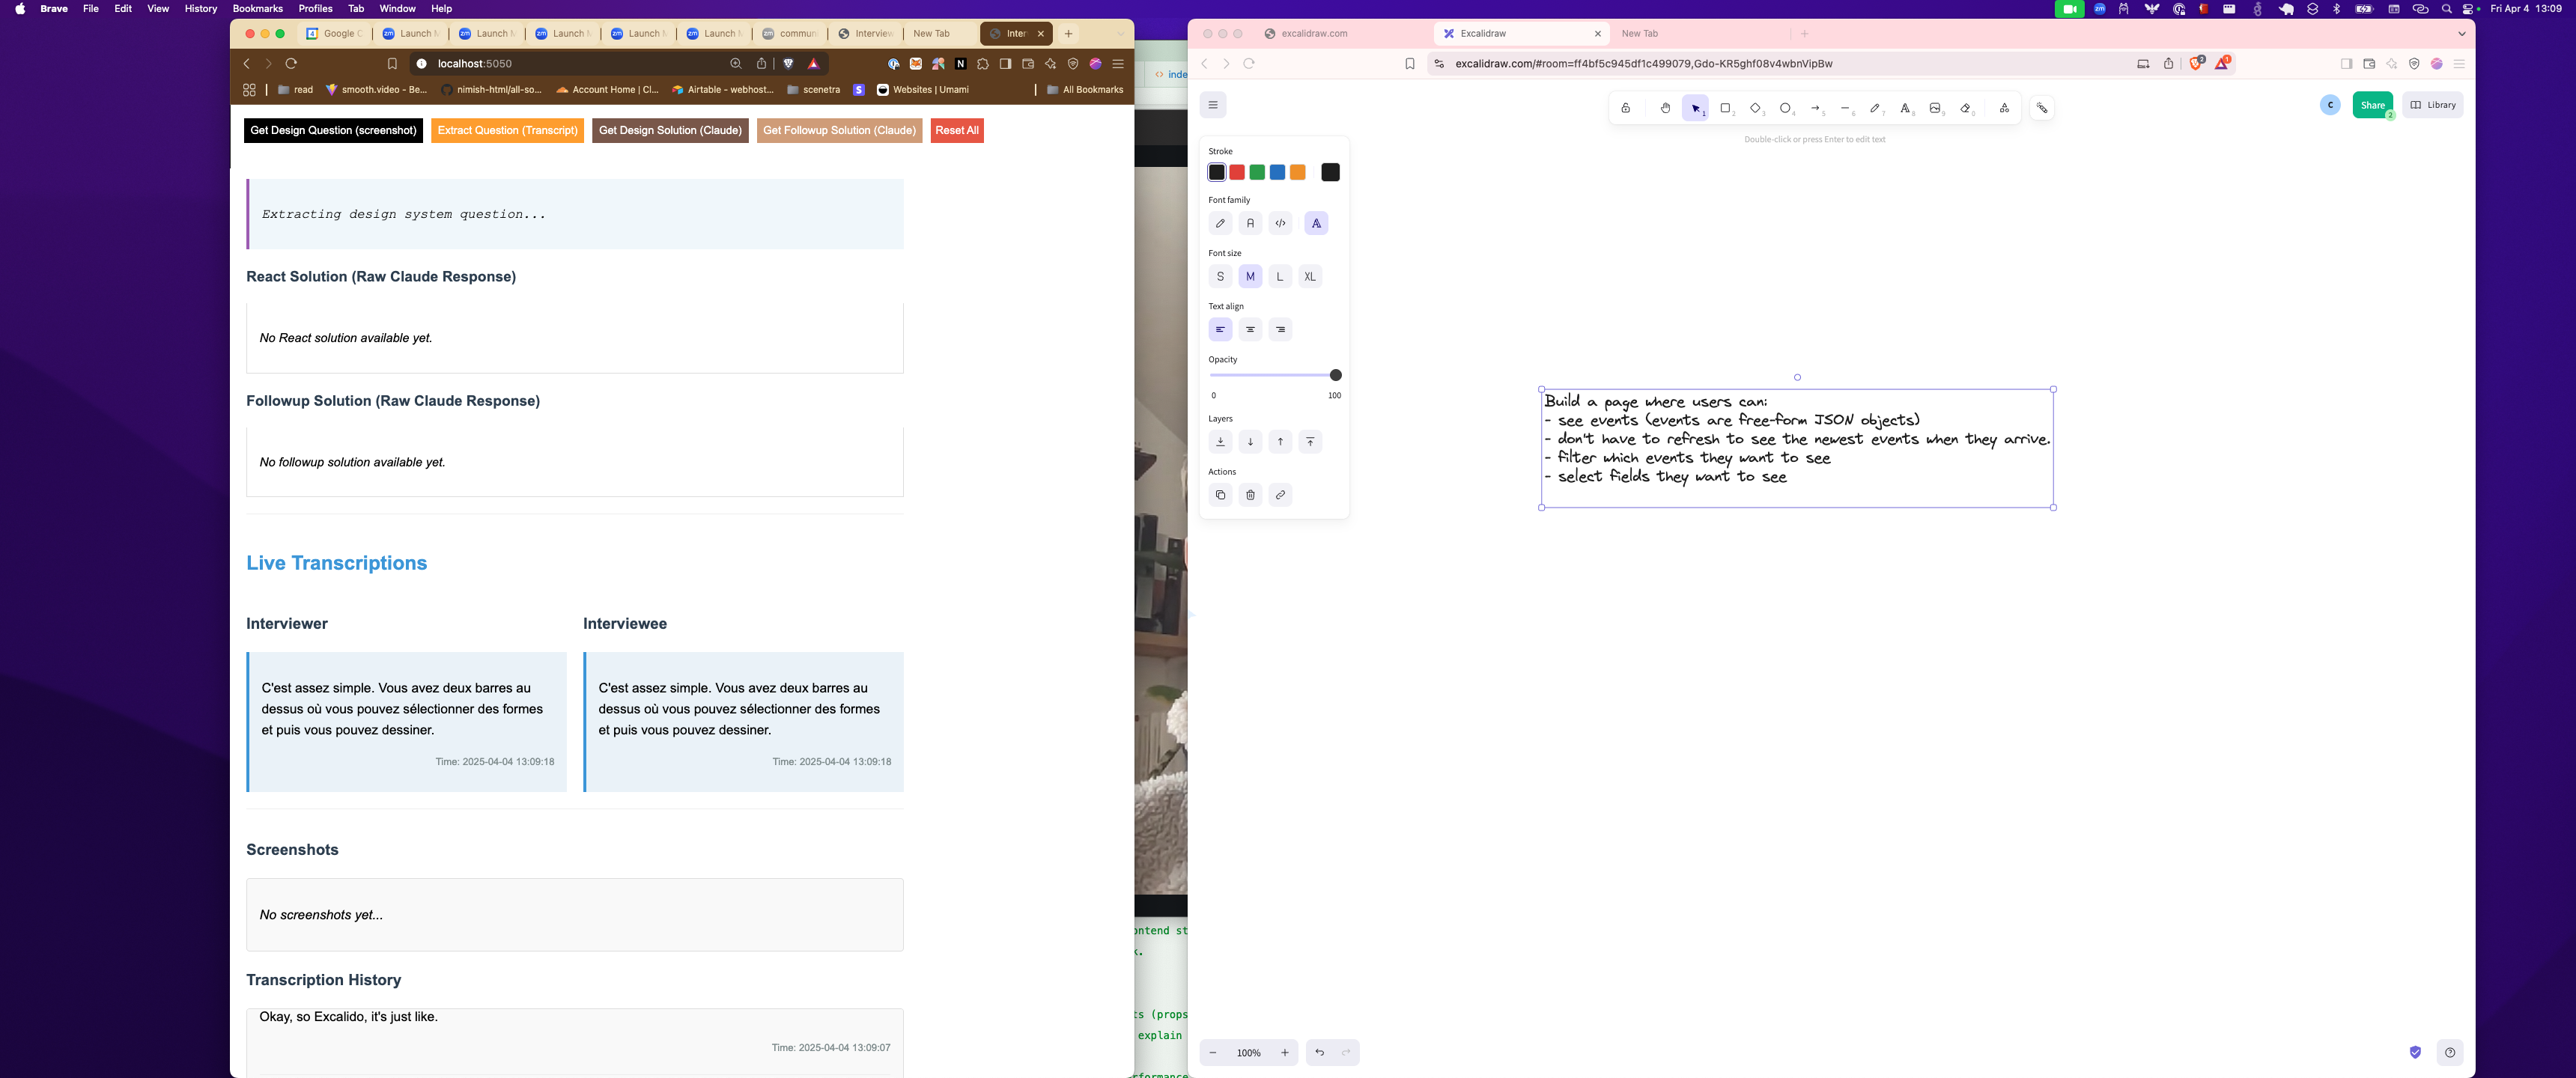 Brave File Edit View History Bookmarks Profiles Tab Window Help
Fri Apr 4 13:09
Google C
Launch M
Launch M
Launch M
Launch M
Launch M
commun
Interview
New Tab
Inter
localhost:5050
read
smooth.video - Be...
nimish-html/all-so...
Account Home | Cl...
Airtable - webhost...
scenetra
Websites | Umami
All Bookmarks
Get Design Question (screenshot)
Extract Question (Transcript)
Get Design Solution (Claude)
Get Followup Solution (Claude)
Reset All
Extracting design system question...
React Solution (Raw Claude Response)
No React solution available yet.
Followup Solution (Raw Claude Response)
No followup solution available yet.
Live Transcriptions
Interviewer
C'est assez simple. Vous avez deux barres au
dessus où vous pouvez sélectionner des formes
et puis vous pouvez dessiner.
Time: 2025-04-04 13:09:18
Interviewee
C'est assez simple. Vous avez deux barres au
dessus où vous pouvez sélectionner des formes
et puis vous pouvez dessiner.
Time: 2025-04-04 13:09:18
Screenshots
No screenshots yet...
Transcription History
Okay, so Excalido, it's just like.
Time: 2025-04-04 13:09:07
inde
ontend st
k.
ts (props
explain
rformance
excalidraw.com
Excalidraw
New Tab
excalidraw.com/#room=ff4bf5c945df1c499079,Gdo-KR5ghf08v4wbnVipBw
C
Share
2
Library
Double-click or press Enter to edit text
Stroke
Font family
Font size
S M L XL
Text align
Opacity
0 100
Layers
Actions
Build a page where users can:
- see events (events are free-form JSON objects)
- don't have to refresh to see the newest events when they arrive.
- filter which events they want to see
- select fields they want to see
100%